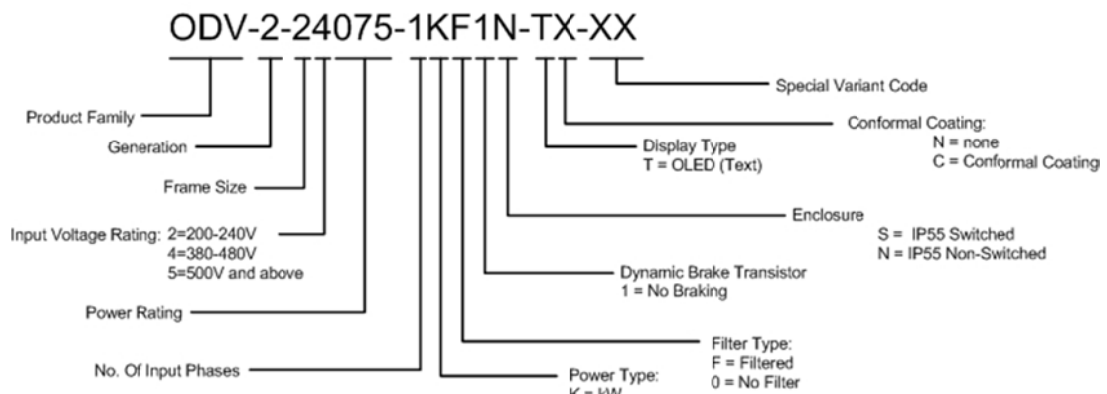 ODV-2-24075-1KF1N-TX-XX
Special Variant Code
Product Family
Conformal Coating:
N = none
C = Conformal Coating
Generation
Display Type
T = OLED (Text)
Frame Size
Enclosure
S = IP55 Switched
N = IP55 Non-Switched
Input Voltage Rating: 2=200-240V
4=380-480V
5=500V and above
Dynamic Brake Transistor
1 = No Braking
Power Rating
Filter Type:
F = Filtered
0 = No Filter
No. Of Input Phases
Power Type:
K = kW